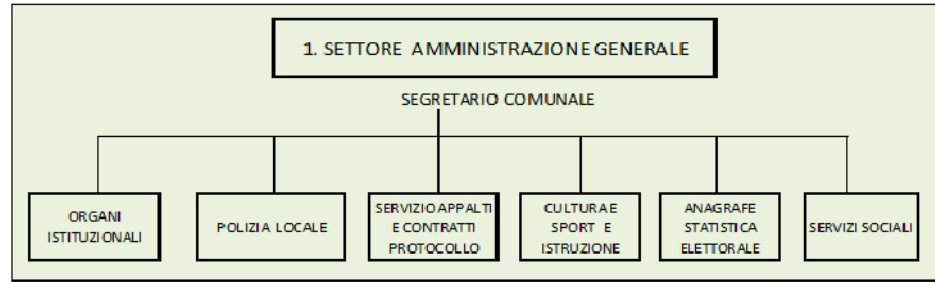 1. SETTORE AMMINISTRAZIONE GENERALE
SEGRETARIO COMUNALE
ORGANI
ISTITUZIONALI
POLIZIA LOCALE
SERVIZIO APPALTI
E CONTRATTI
PROTOCOLLO
CULTURA E
SPORT E
ISTRUZIONE
ANAGRAFE
STATISTICA
ELETTORALE
SERVIZI SOCIALI